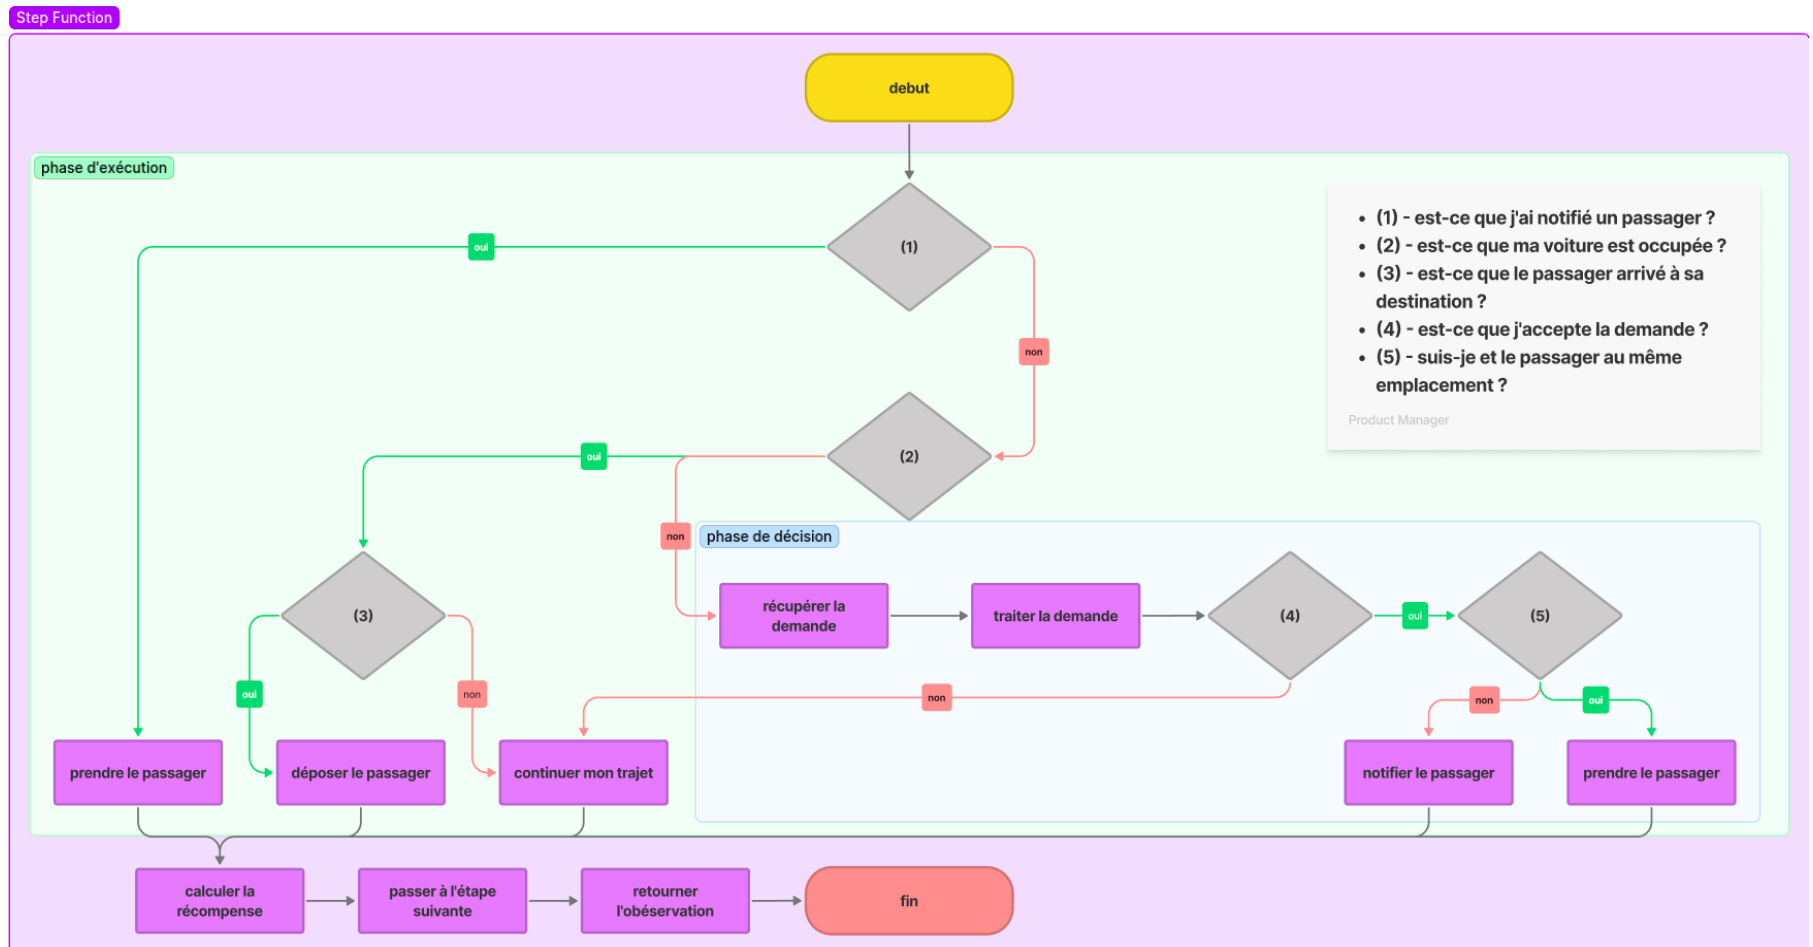 Step Function
debut
phase d'exécution
(1)
oui
non
• (1) - est-ce que j'ai notifié un passager ?
• (2) - est-ce que ma voiture est occupée ?
• (3) - est-ce que le passager arrivé à sa
destination ?
• (4) - est-ce que j'accepte la demande ?
• (5) - suis-je et le passager au même
emplacement ?
Product Manager
(2)
oui
non
phase de décision
(3)
récupérer la
demande
traiter la demande
(4)
oui
(5)
oui
non
non
non
oui
prendre le passager
déposer le passager
continuer mon trajet
notifier le passager
prendre le passager
calculer la
récompense
passer à l'étape
suivante
retourner
l'obésérvation
fin